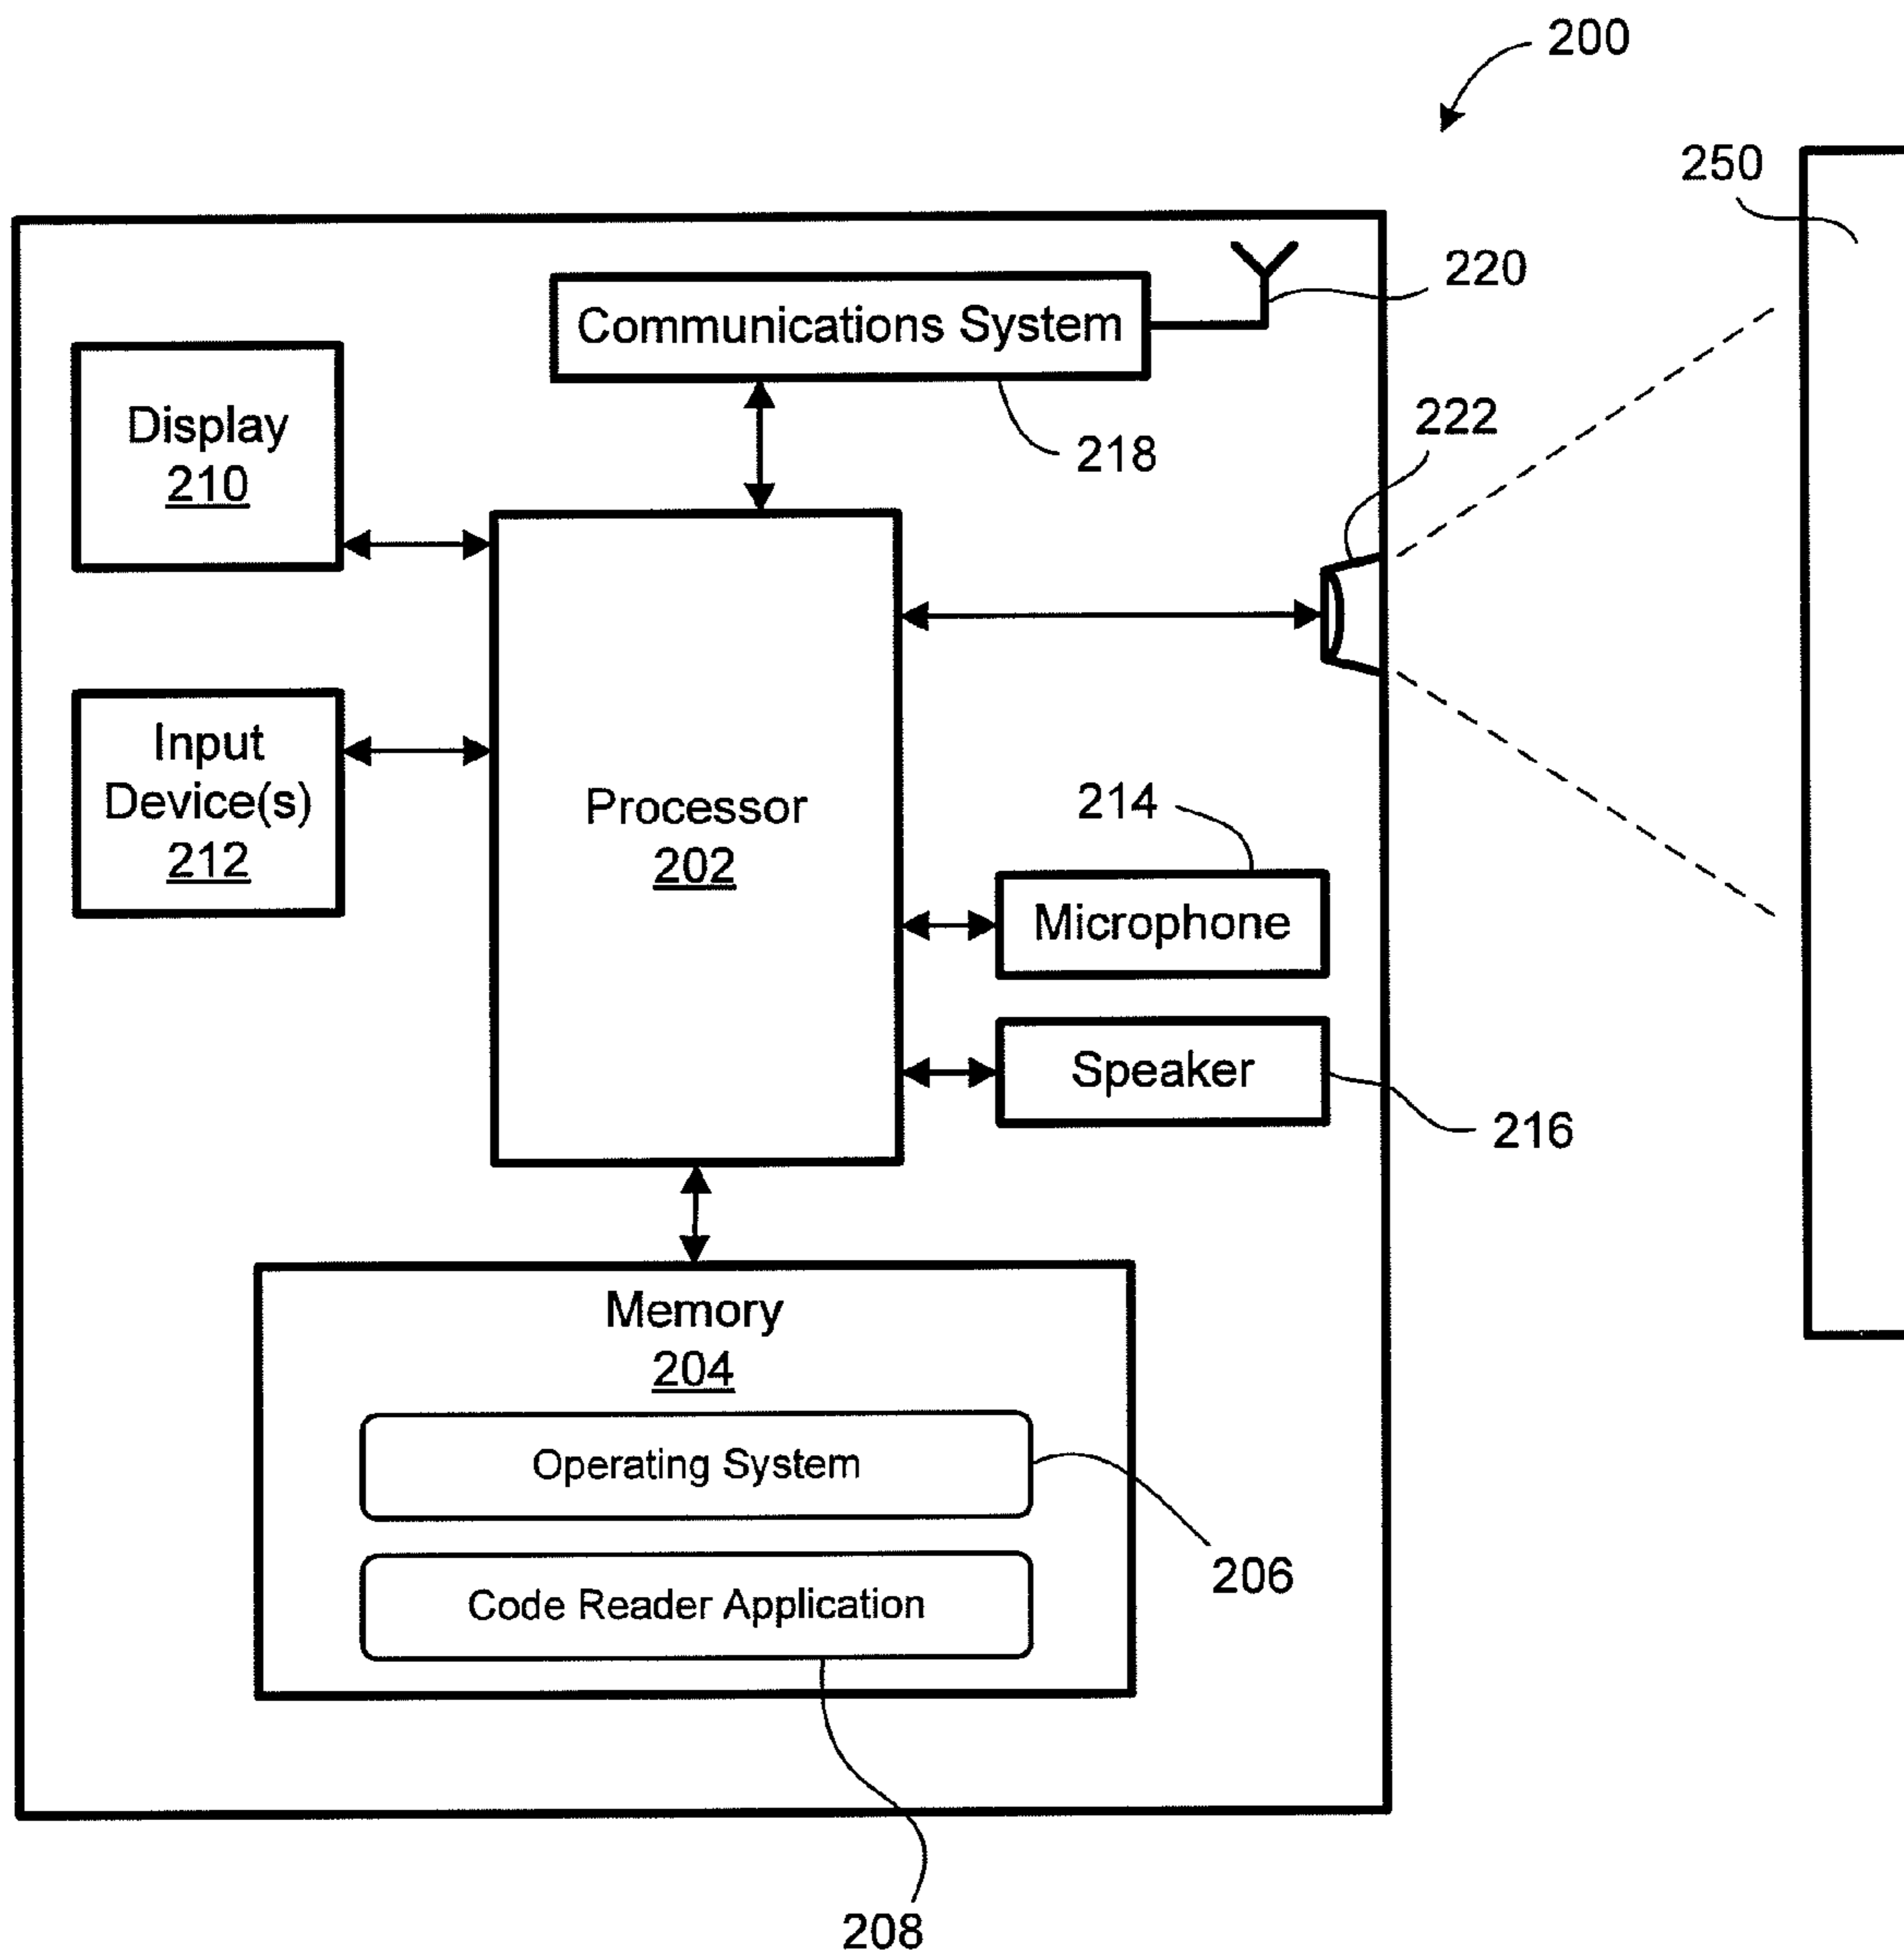 200
250
220
Communications System
218
222
Display
210
Input
Device(s)
212
Processor
202
214
Microphone
Speaker
216
Memory
204
Operating System
206
Code Reader Application
208